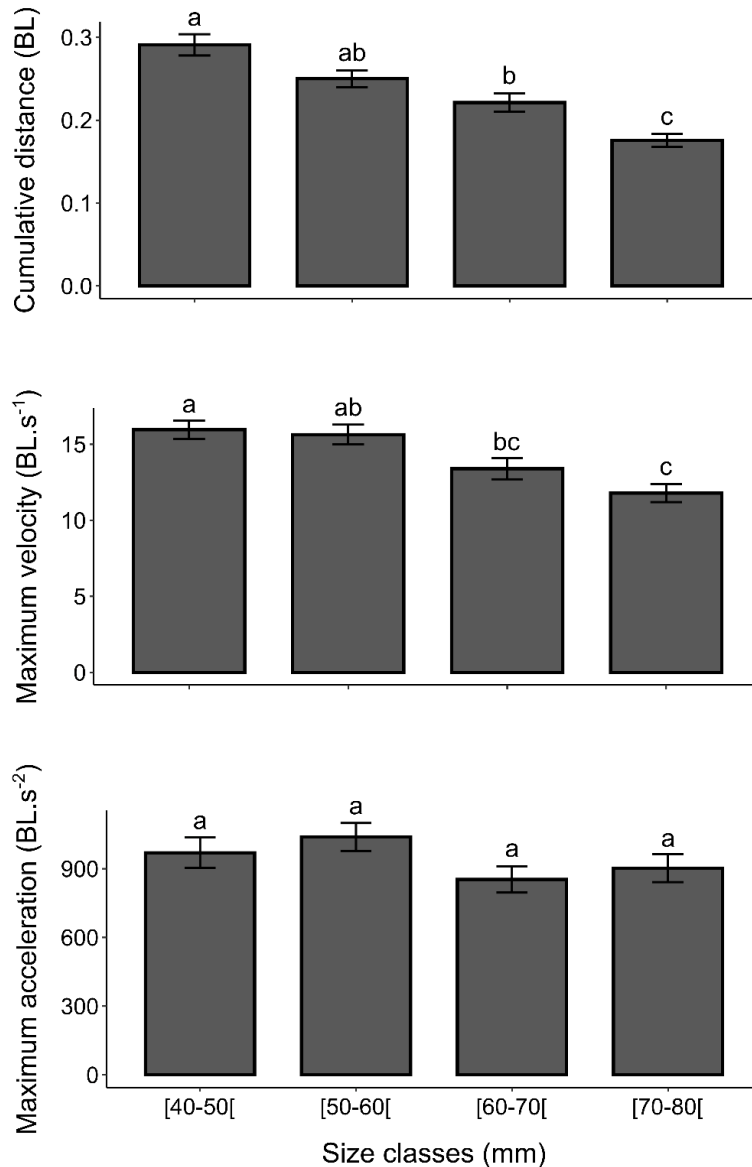 Cumulative distance (BL)
0.3
0.2
0.1
0.0
a
ab
b
c
Maximum velocity (BL.s⁻¹)
15
10
5
0
a
ab
bc
c
Maximum acceleration (BL.s⁻²)
900
600
300
0
a
a
a
a
[40-50[ [50-60[ [60-70[ [70-80[
Size classes (mm)